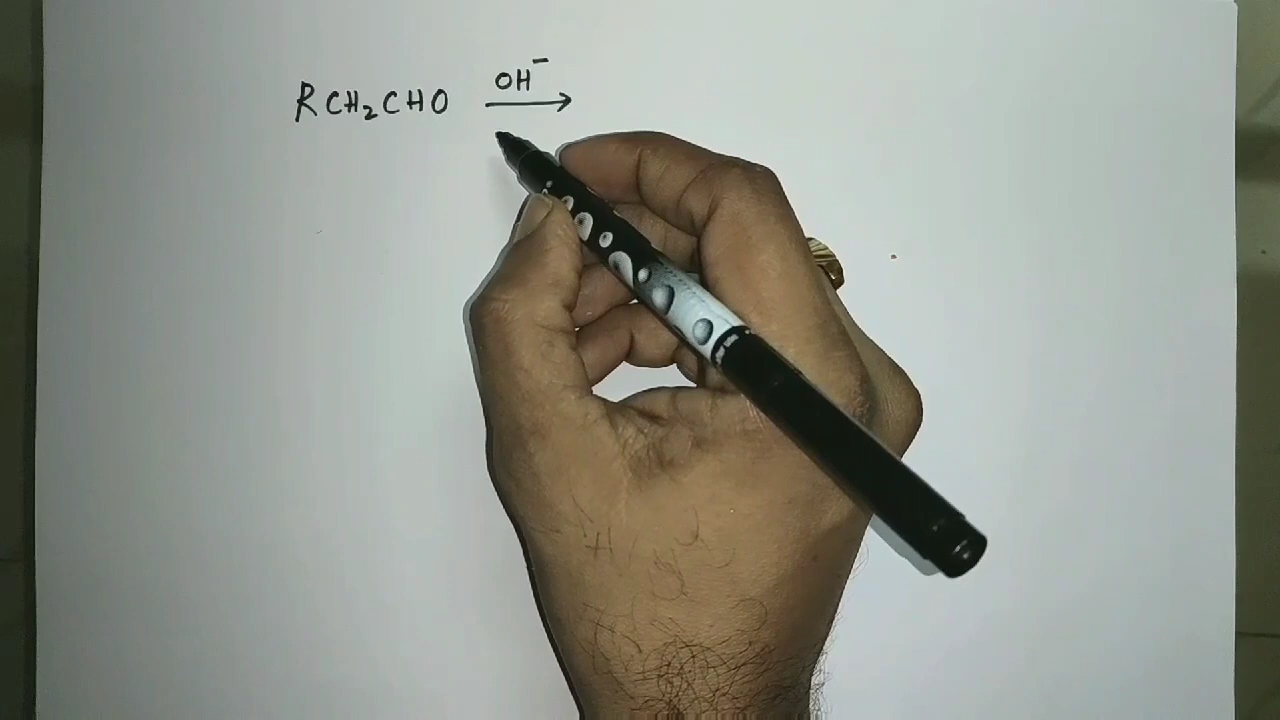 RCH₂CHO OH⁻ →